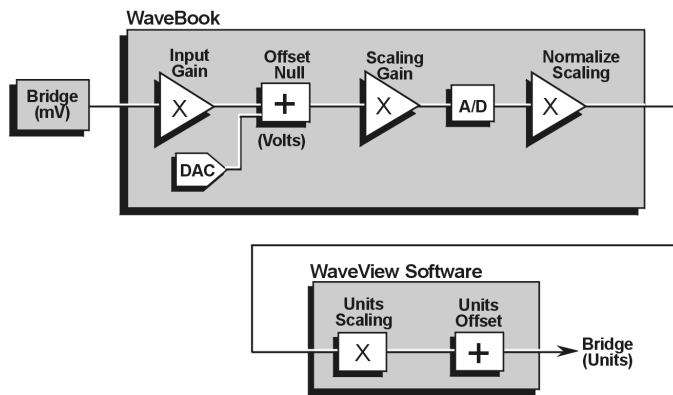 WaveBook
Input
Gain
Offset
Null
Scaling
Gain
Normalize
Scaling
Bridge
(mV)
X
+
X
A/D
X
(Volts)
DAC
WaveView Software
Units
Scaling
Units
Offset
X
+
Bridge
(Units)